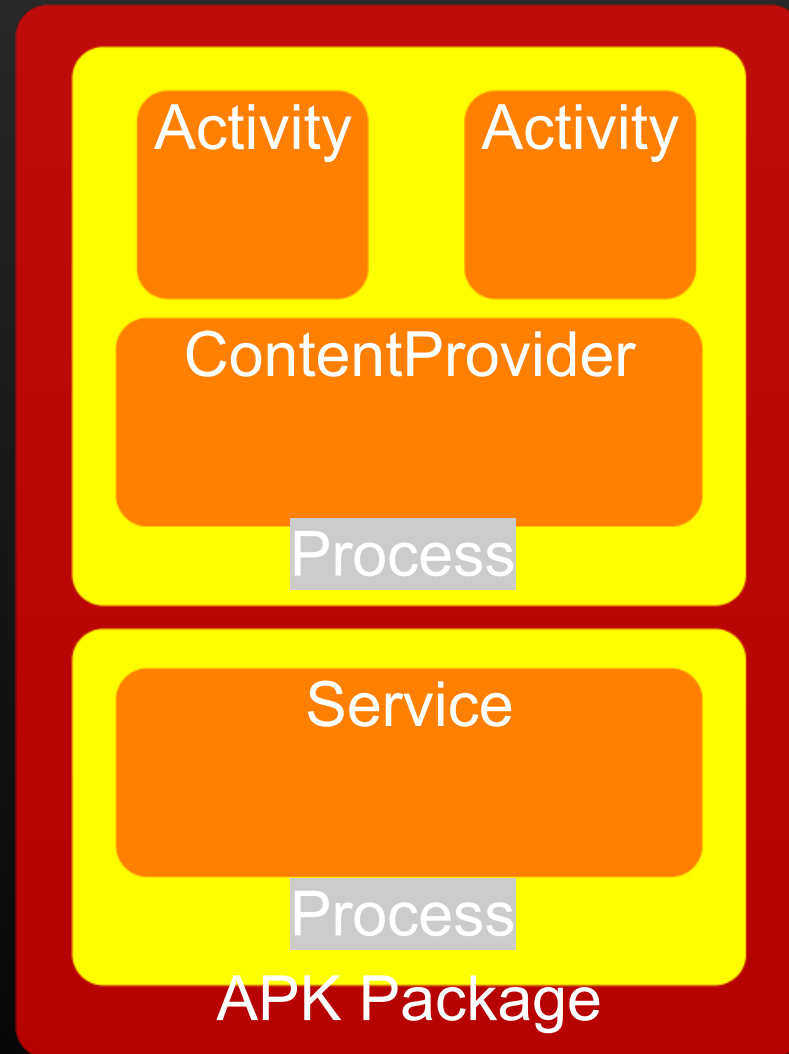 Activity Activity
ContentProvider
Process
Service
Process
APK Package